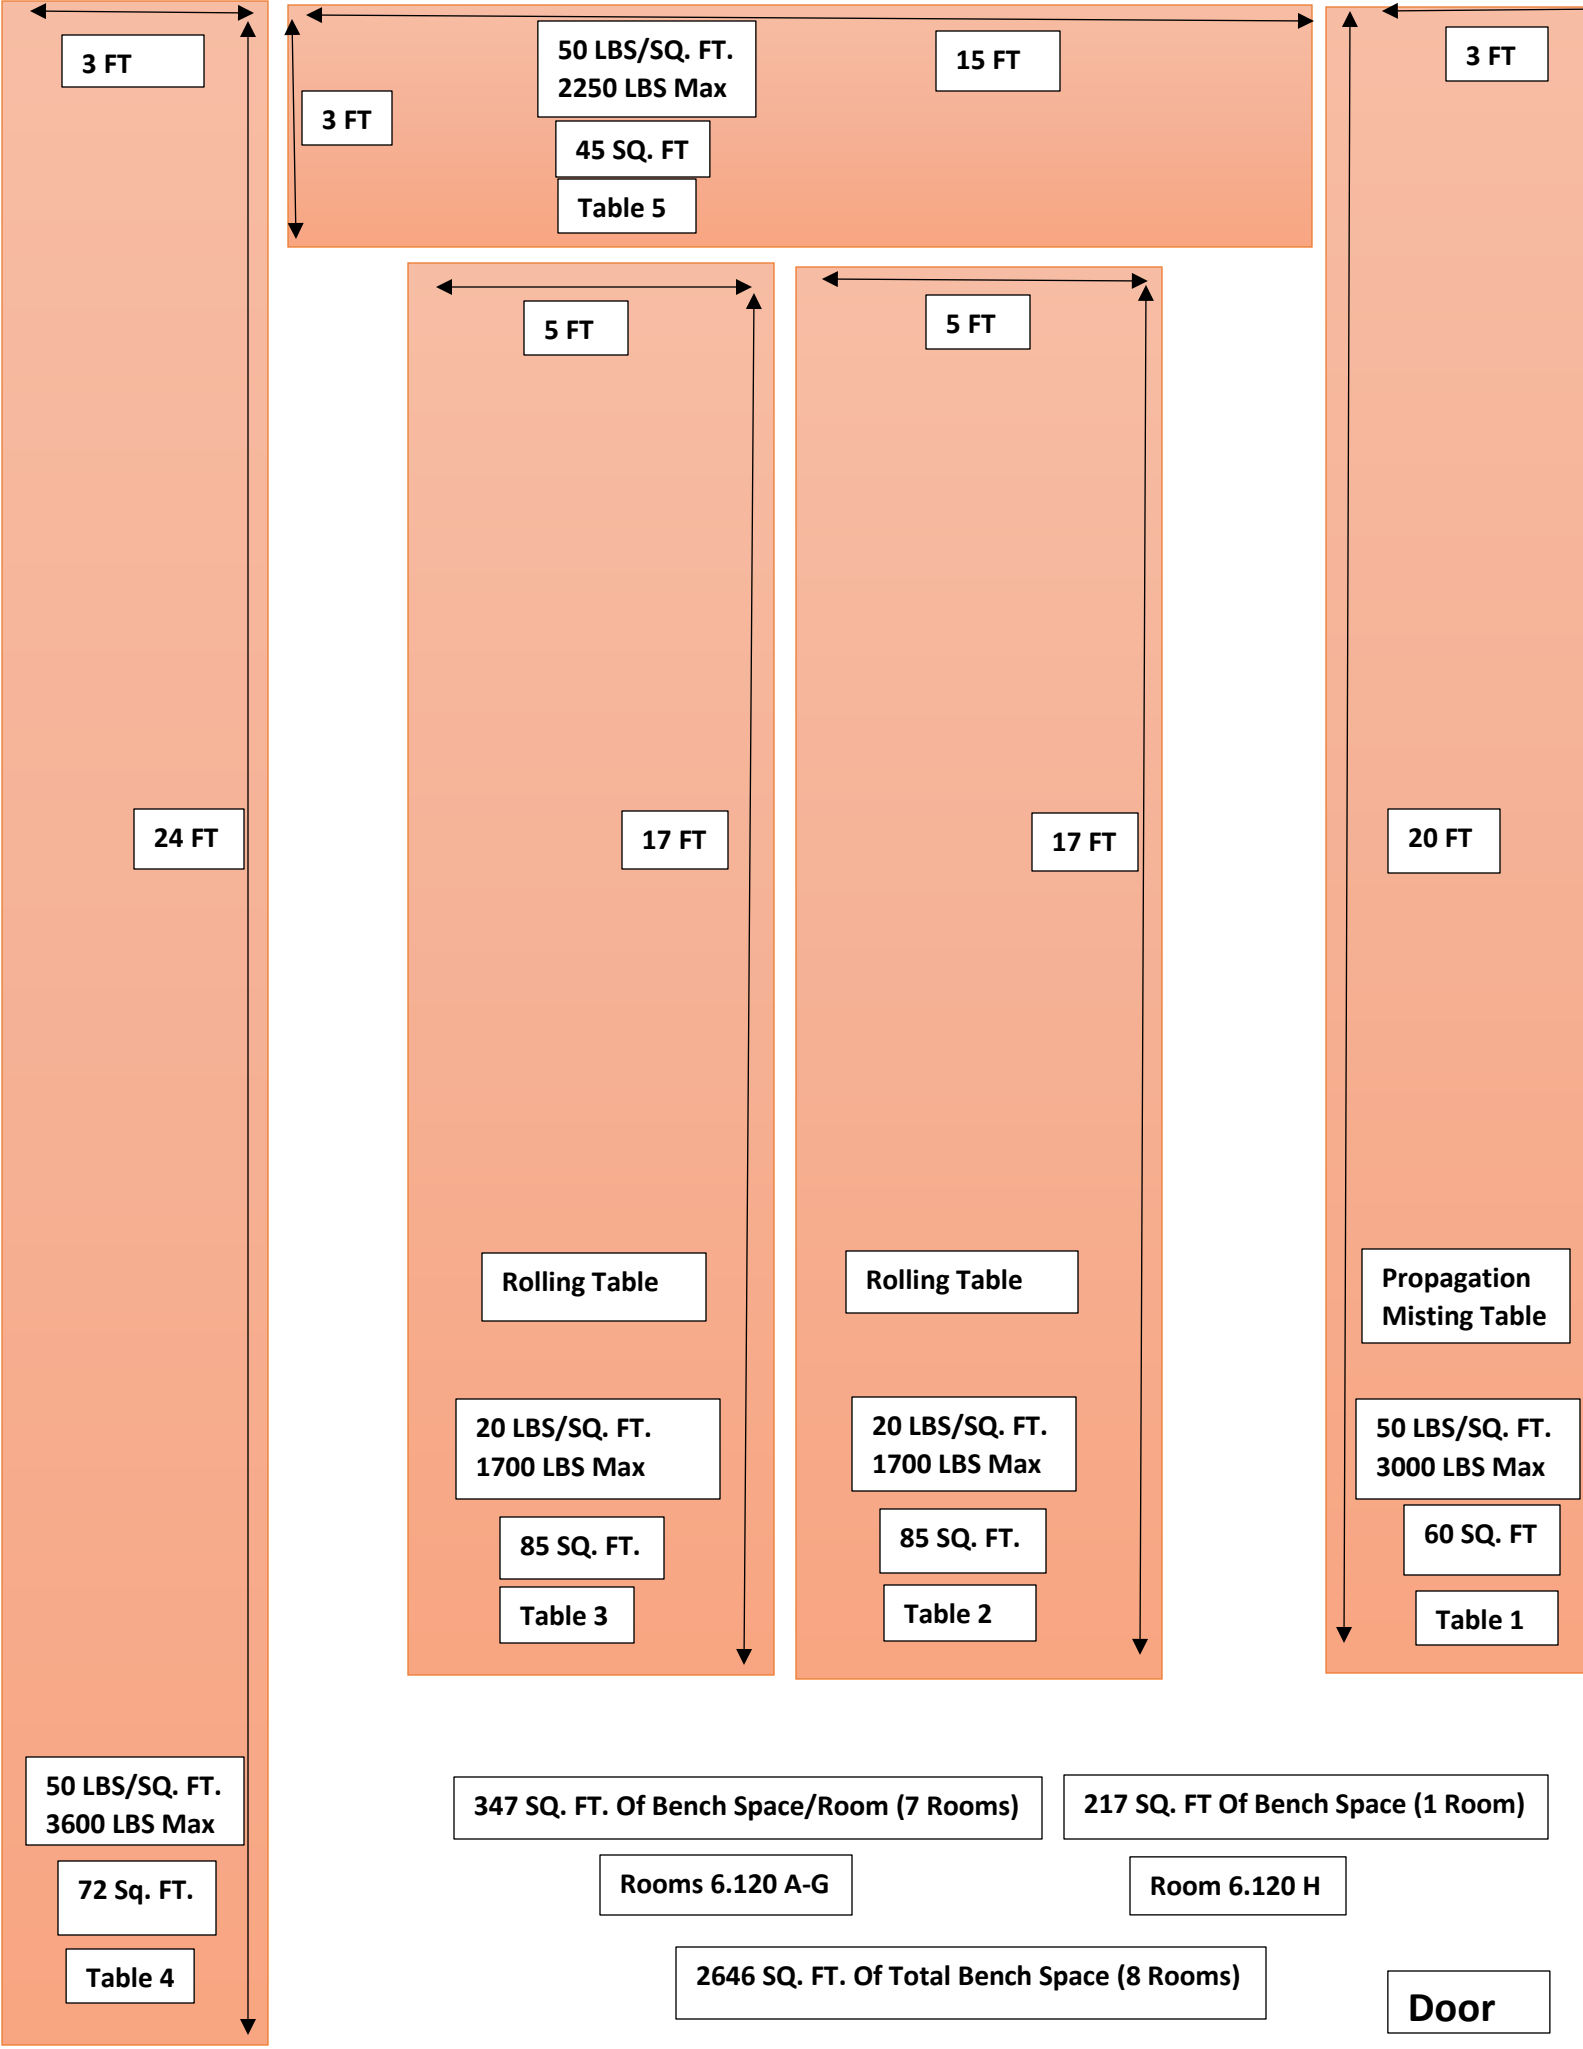 3 FT
50 LBS/SQ. FT.
2250 LBS Max
15 FT
3 FT
3 FT
45 SQ. FT
Table 5
5 FT
5 FT
24 FT
17 FT
17 FT
20 FT
Rolling Table
Rolling Table
Propagation
Misting Table
20 LBS/SQ. FT.
1700 LBS Max
20 LBS/SQ. FT.
1700 LBS Max
50 LBS/SQ. FT.
3000 LBS Max
85 SQ. FT.
85 SQ. FT.
60 SQ. FT
Table 3
Table 2
Table 1
50 LBS/SQ. FT.
3600 LBS Max
347 SQ. FT. Of Bench Space/Room (7 Rooms)
217 SQ. FT Of Bench Space (1 Room)
72 Sq. FT.
Rooms 6.120 A-G
Room 6.120 H
Table 4
2646 SQ. FT. Of Total Bench Space (8 Rooms)
Door